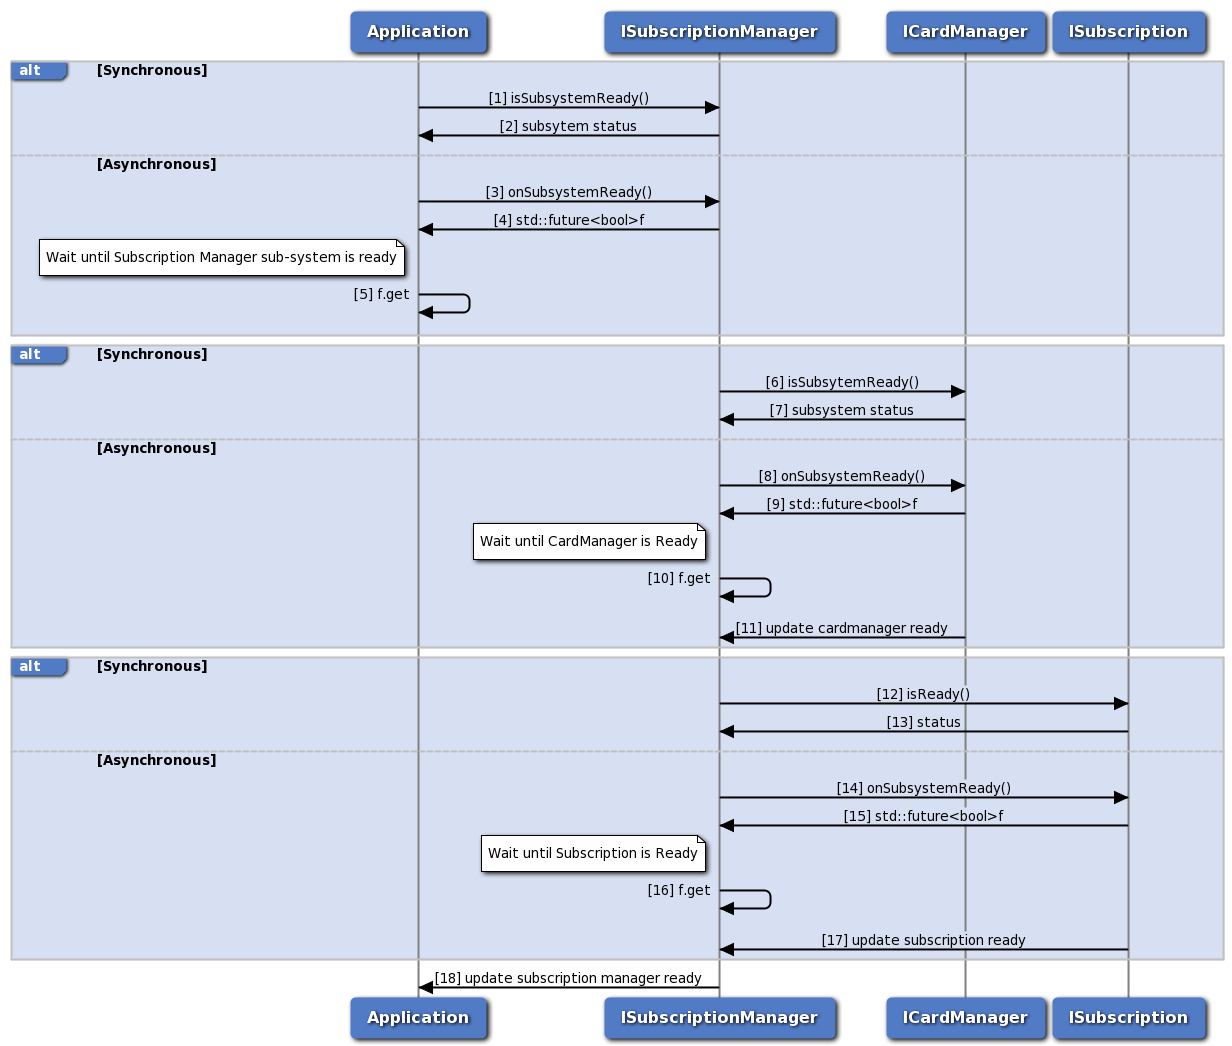 Application
ISubscriptionManager
ICardManager
ISubscription
alt
[Synchronous]
[1] isSubsystemReady()
[2] subsytem status
[Asynchronous]
[3] onSubsystemReady()
[4] std::future<bool>f
Wait until Subscription Manager sub-system is ready
[5] f.get
alt
[Synchronous]
[6] isSubsytemReady()
[7] subsystem status
[Asynchronous]
[8] onSubsystemReady()
[9] std::future<bool>f
Wait until CardManager is Ready
[10] f.get
[11] update cardmanager ready
alt
[Synchronous]
[12] isReady()
[13] status
[Asynchronous]
[14] onSubsystemReady()
[15] std::future<bool>f
Wait until Subscription is Ready
[16] f.get
[17] update subscription ready
[18] update subscription manager ready
Application
ISubscriptionManager
ICardManager
ISubscription